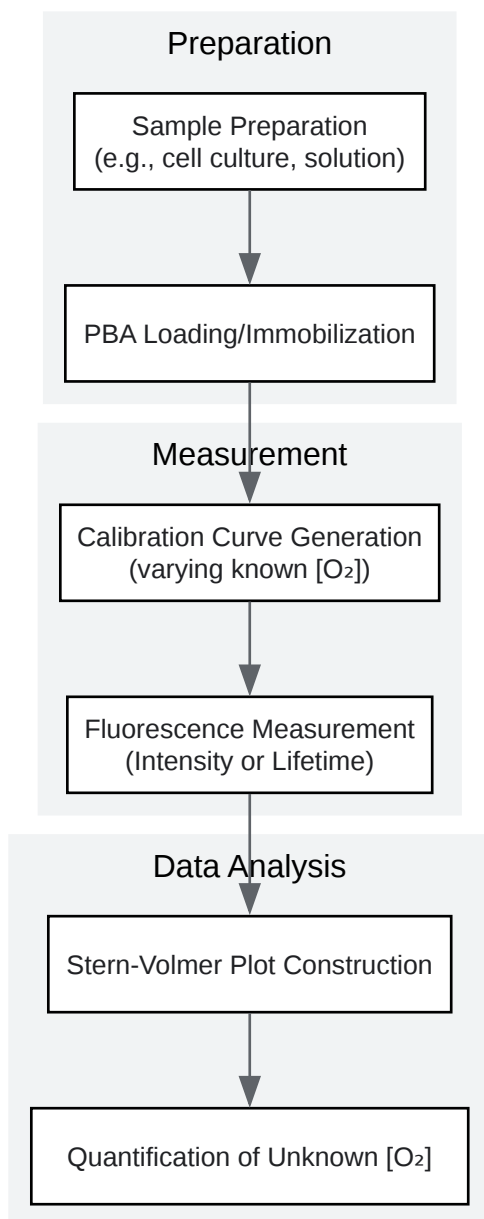 Preparation
Sample Preparation
(e.g., cell culture, solution)
PBA Loading/Immobilization
Measurement
Calibration Curve Generation
(varying known [O₂])
Fluorescence Measurement
(Intensity or Lifetime)
Data Analysis
Stern-Volmer Plot Construction
Quantification of Unknown [O₂]